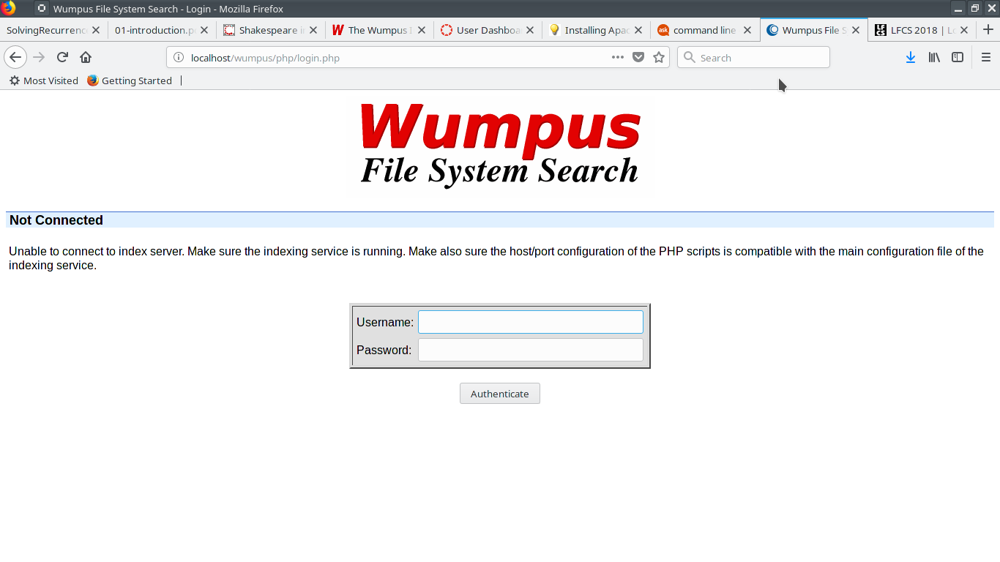 Wumpus File System Search - Login - Mozilla Firefox
SolvingRecurrenc
01-introduction.p
Shakespeare i
The Wumpus
User Dashboa
Installing Apac
command line
Wumpus File S
LFCS 2018 | L
localhost/wumpus/php/login.php
Search
Most Visited
Getting Started
Wumpus
File System Search
Not Connected
Unable to connect to index server. Make sure the indexing service is running. Make also sure the host/port configuration of the PHP scripts is compatible with the main configuration file of the
indexing service.
Username:
Password:
Authenticate